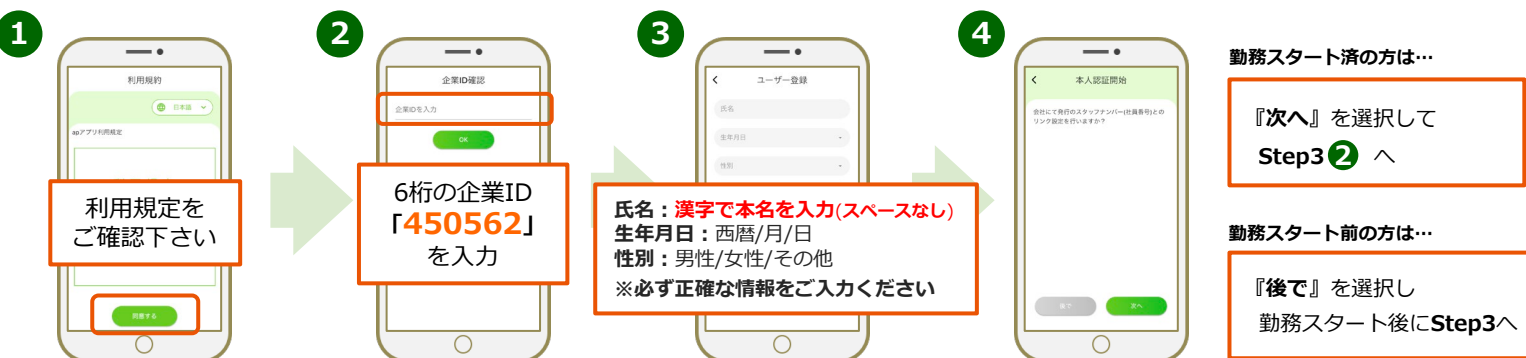 1
利用規約
日本語
apアプリ利用規定
利用規定を
ご確認下さい
同意する
2
企業ID確認
企業IDを入力
OK
6桁の企業ID
「450562」
を入力
3
ユーザー登録
氏名
生年月日
性別
氏名：漢字で本名を入力(スペースなし)
生年月日：西暦/月/日
性別：男性/女性/その他
※必ず正確な情報をご入力ください
4
本人認証開始
会社にて発行のスタッフナンバー(社員番号)との
リンク設定を行いますか？
後で
次へ
勤務スタート済の方は…
『次へ』を選択して
Step3 2 へ
勤務スタート前の方は…
『後で』を選択し
勤務スタート後にStep3へ